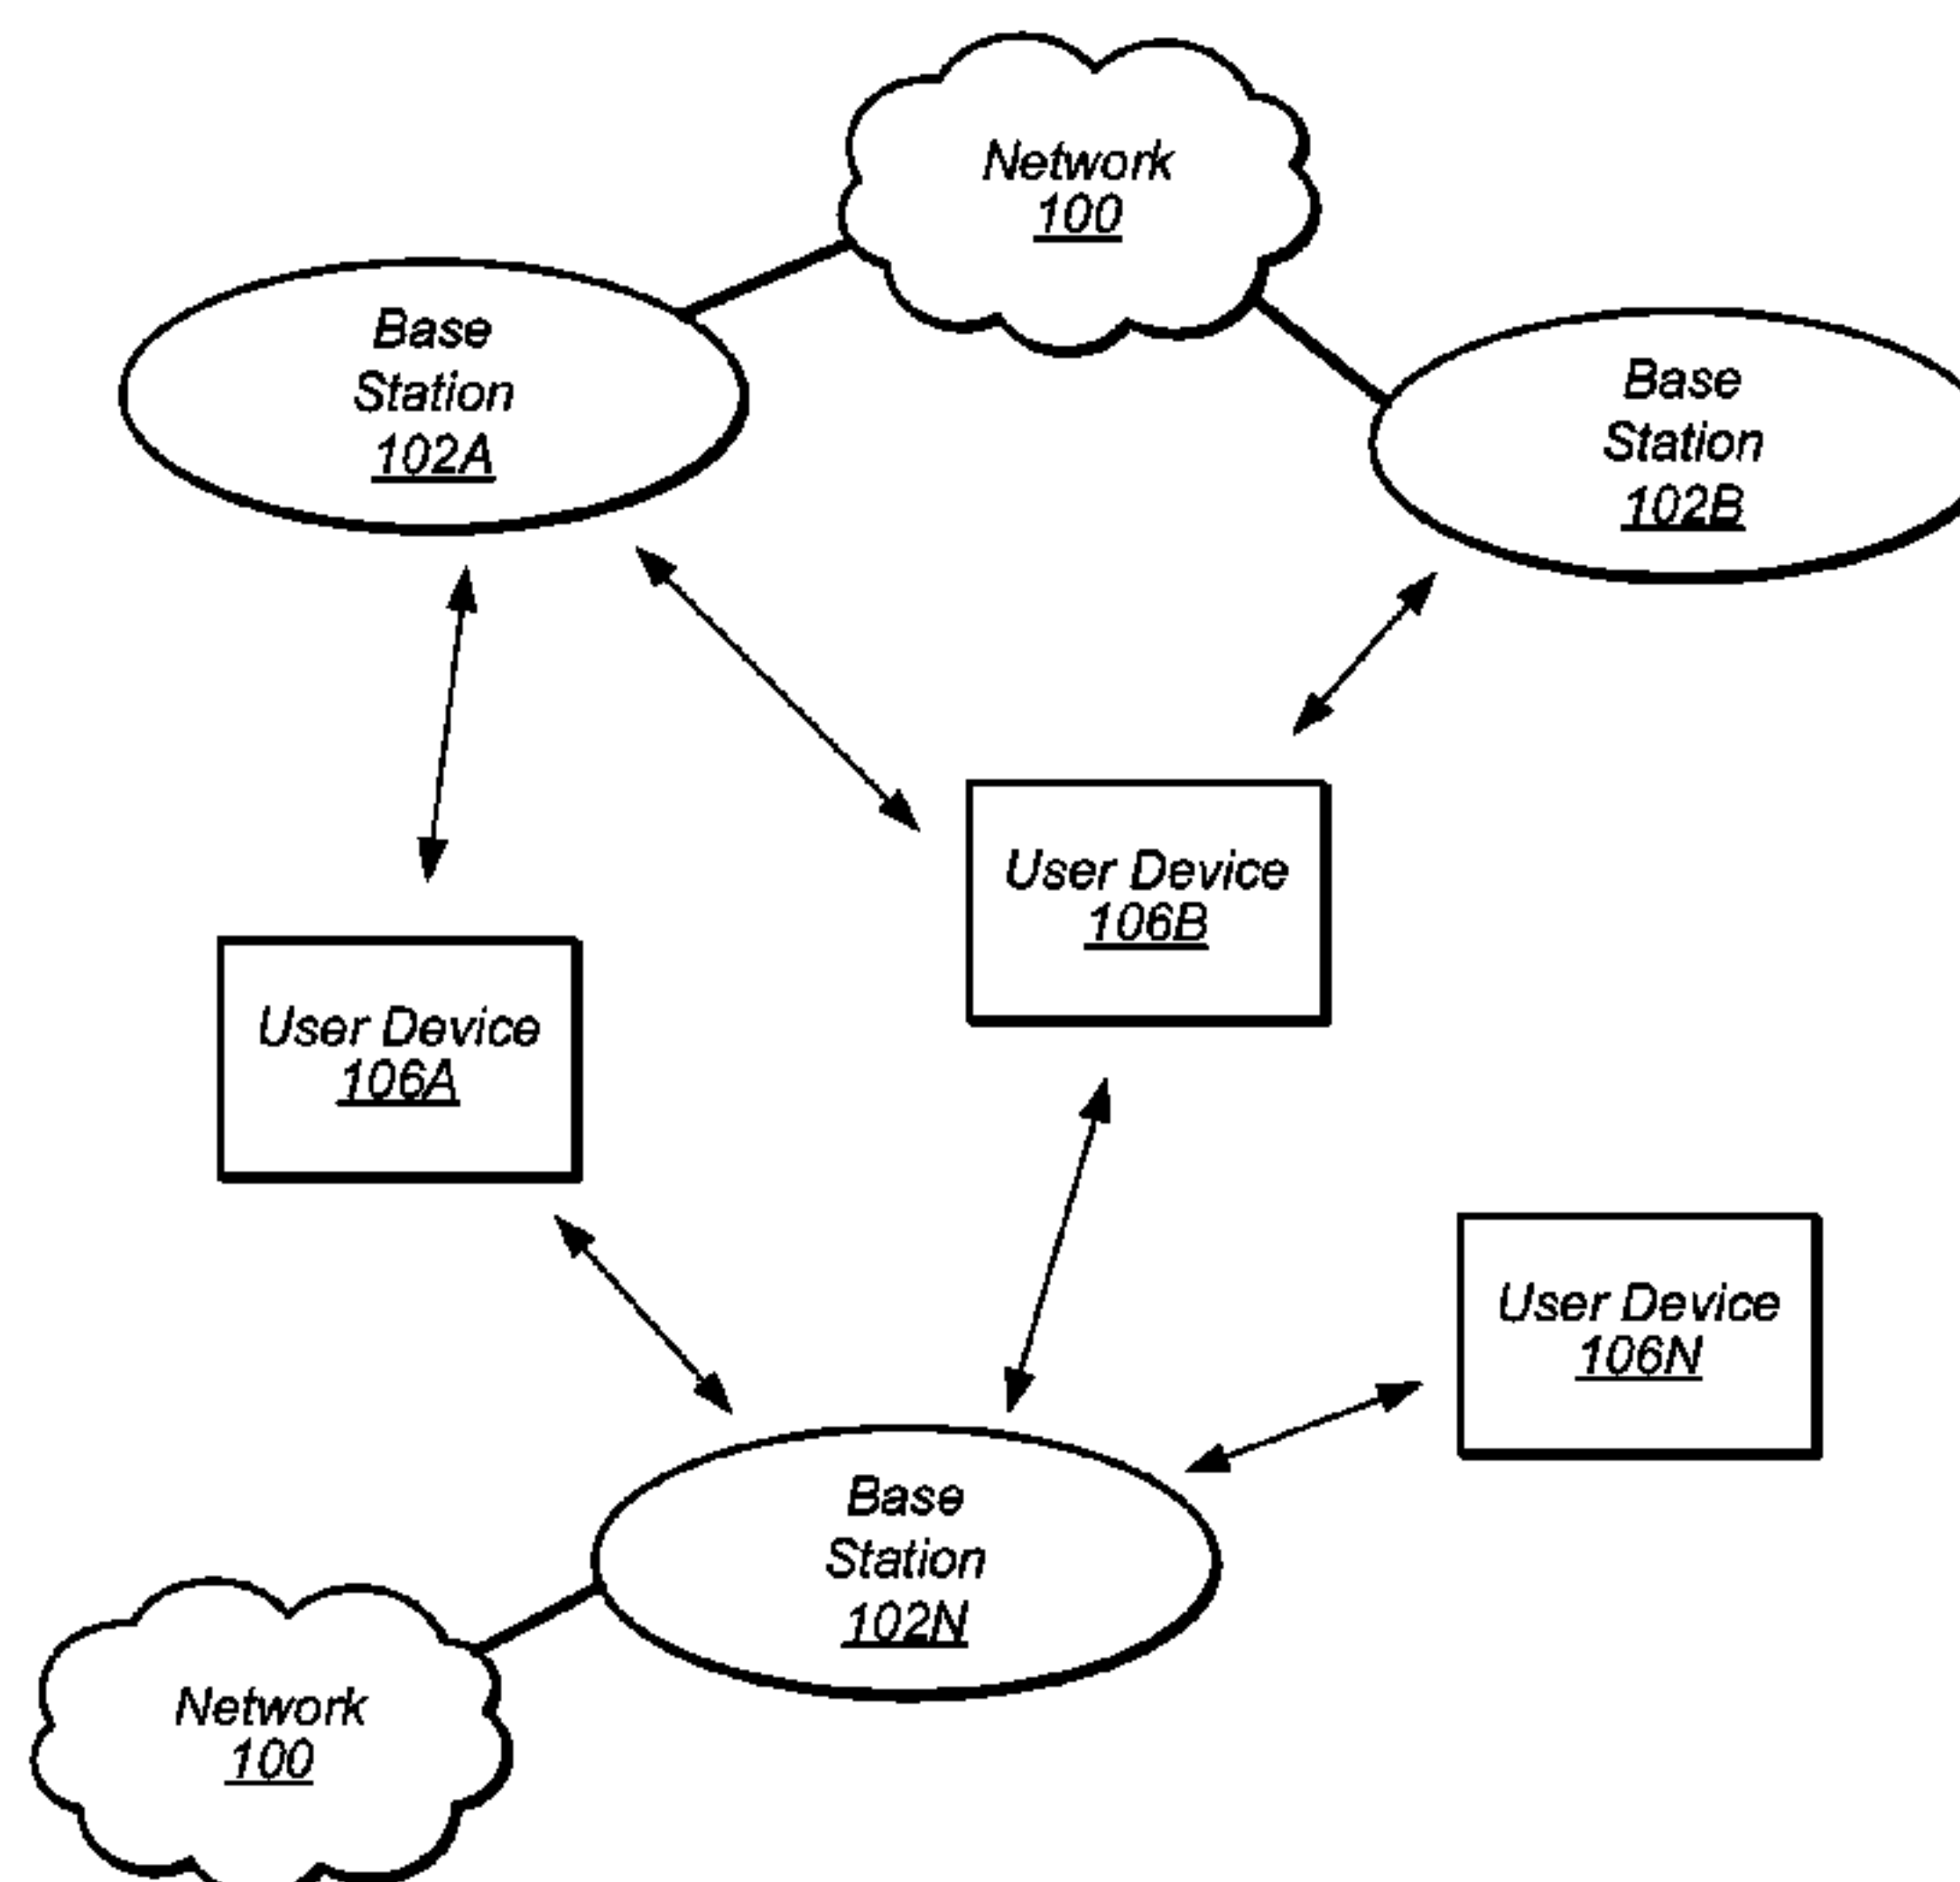 Network
100
Base
Station
102A
Base
Station
102B
User Device
106B
User Device
106A
User Device
106N
Base
Station
102N
Network
100